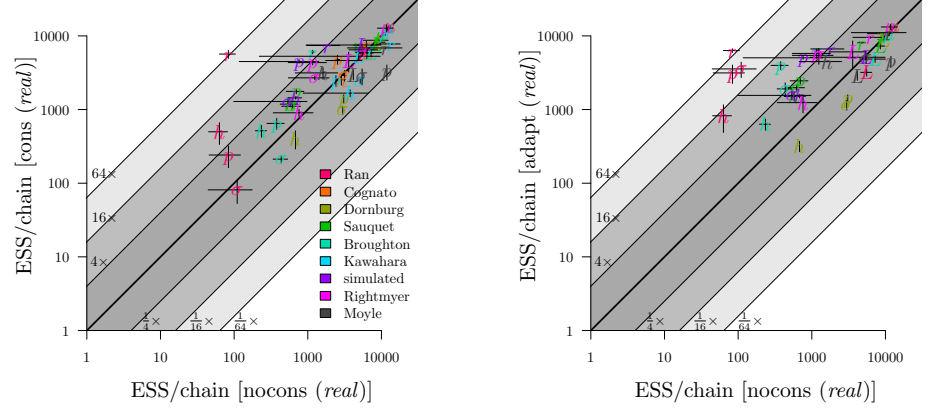 10000
1000
100
10
1
ESS/chain [cons (real)]
64×
16×
4×
1/4 ×
1/16 ×
1/64 ×
1
10
100
1000
10000
ESS/chain [nocons (real)]
Ran
Cognato
Dornburg
Sauquet
Broughton
Kawahara
simulated
Rightmyer
Moyle
10000
1000
100
10
1
ESS/chain [adapt (real)]
64×
16×
4×
1/4 ×
1/16 ×
1/64 ×
1
10
100
1000
10000
ESS/chain [nocons (real)]